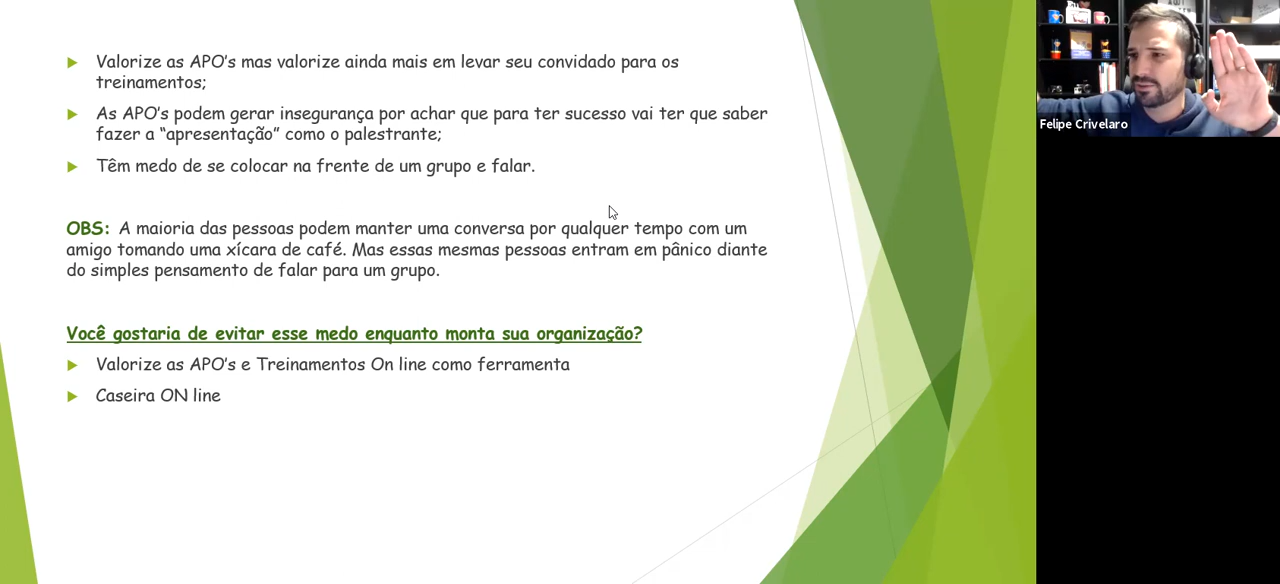 Valorize as APO's mas valorize ainda mais em levar seu convidado para os
treinamentos;
As APO's podem gerar insegurança por achar que para ter sucesso vai ter que saber
fazer a “apresentação” como o palestrante;
Têm medo de se colocar na frente de um grupo e falar.
OBS: A maioria das pessoas podem manter uma conversa por qualquer tempo com um
amigo tomando uma xícara de café. Mas essas mesmas pessoas entram em pânico diante
do simples pensamento de falar para um grupo.
Você gostaria de evitar esse medo enquanto monta sua organização?
Valorize as APO's e Treinamentos On line como ferramenta
Caseira ON line
Felipe Crivelaro